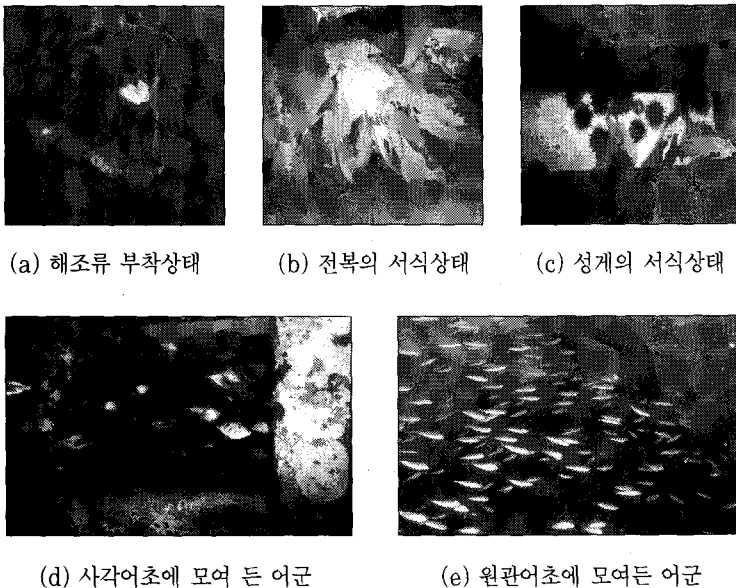 (a) 해조류 부착상태
(b) 전복의 서식상태
(c) 성게의 서식상태
(d) 사각어초에 모여 든 어군
(e) 원관어초에 모여든 어군